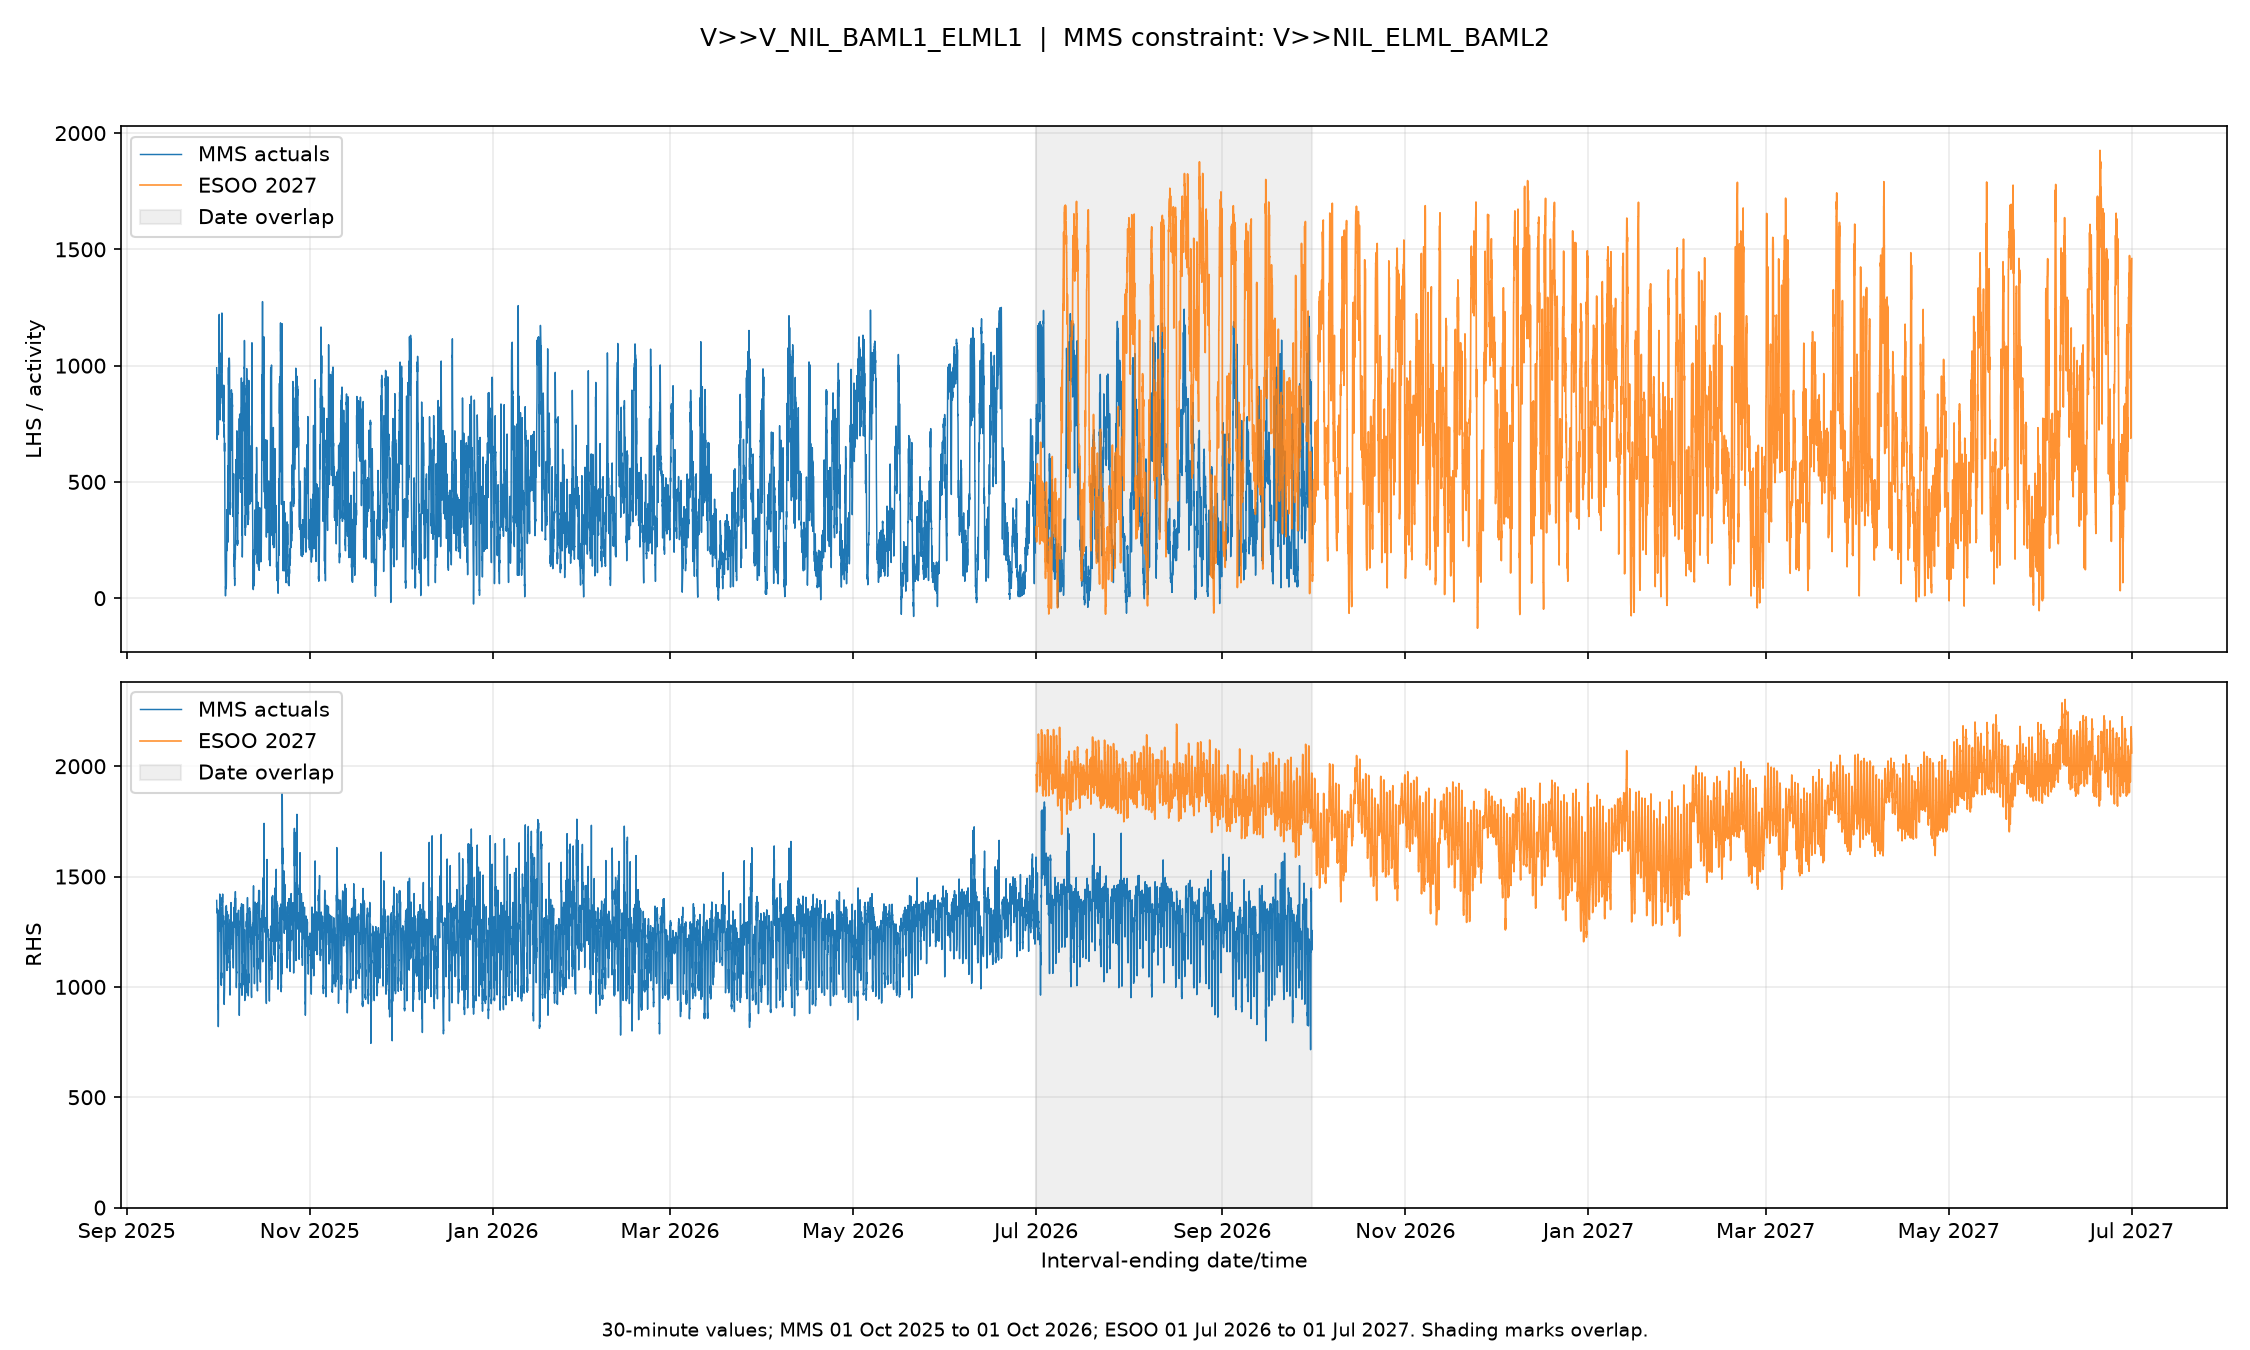 V>>V_NIL_BAML1_ELML1 | MMS constraint: V>>NIL_ELML_BAML2
2000
1500
1000
500
0
LHS / activity
MMS actuals
ESOO 2027
Date overlap
2000
1500
1000
500
0
RHS
MMS actuals
ESOO 2027
Date overlap
Sep 2025 Nov 2025 Jan 2026 Mar 2026 May 2026 Jul 2026 Sep 2026 Nov 2026 Jan 2027 Mar 2027 May 2027 Jul 2027
Interval-ending date/time
30-minute values; MMS 01 Oct 2025 to 01 Oct 2026; ESOO 01 Jul 2026 to 01 Jul 2027. Shading marks overlap.